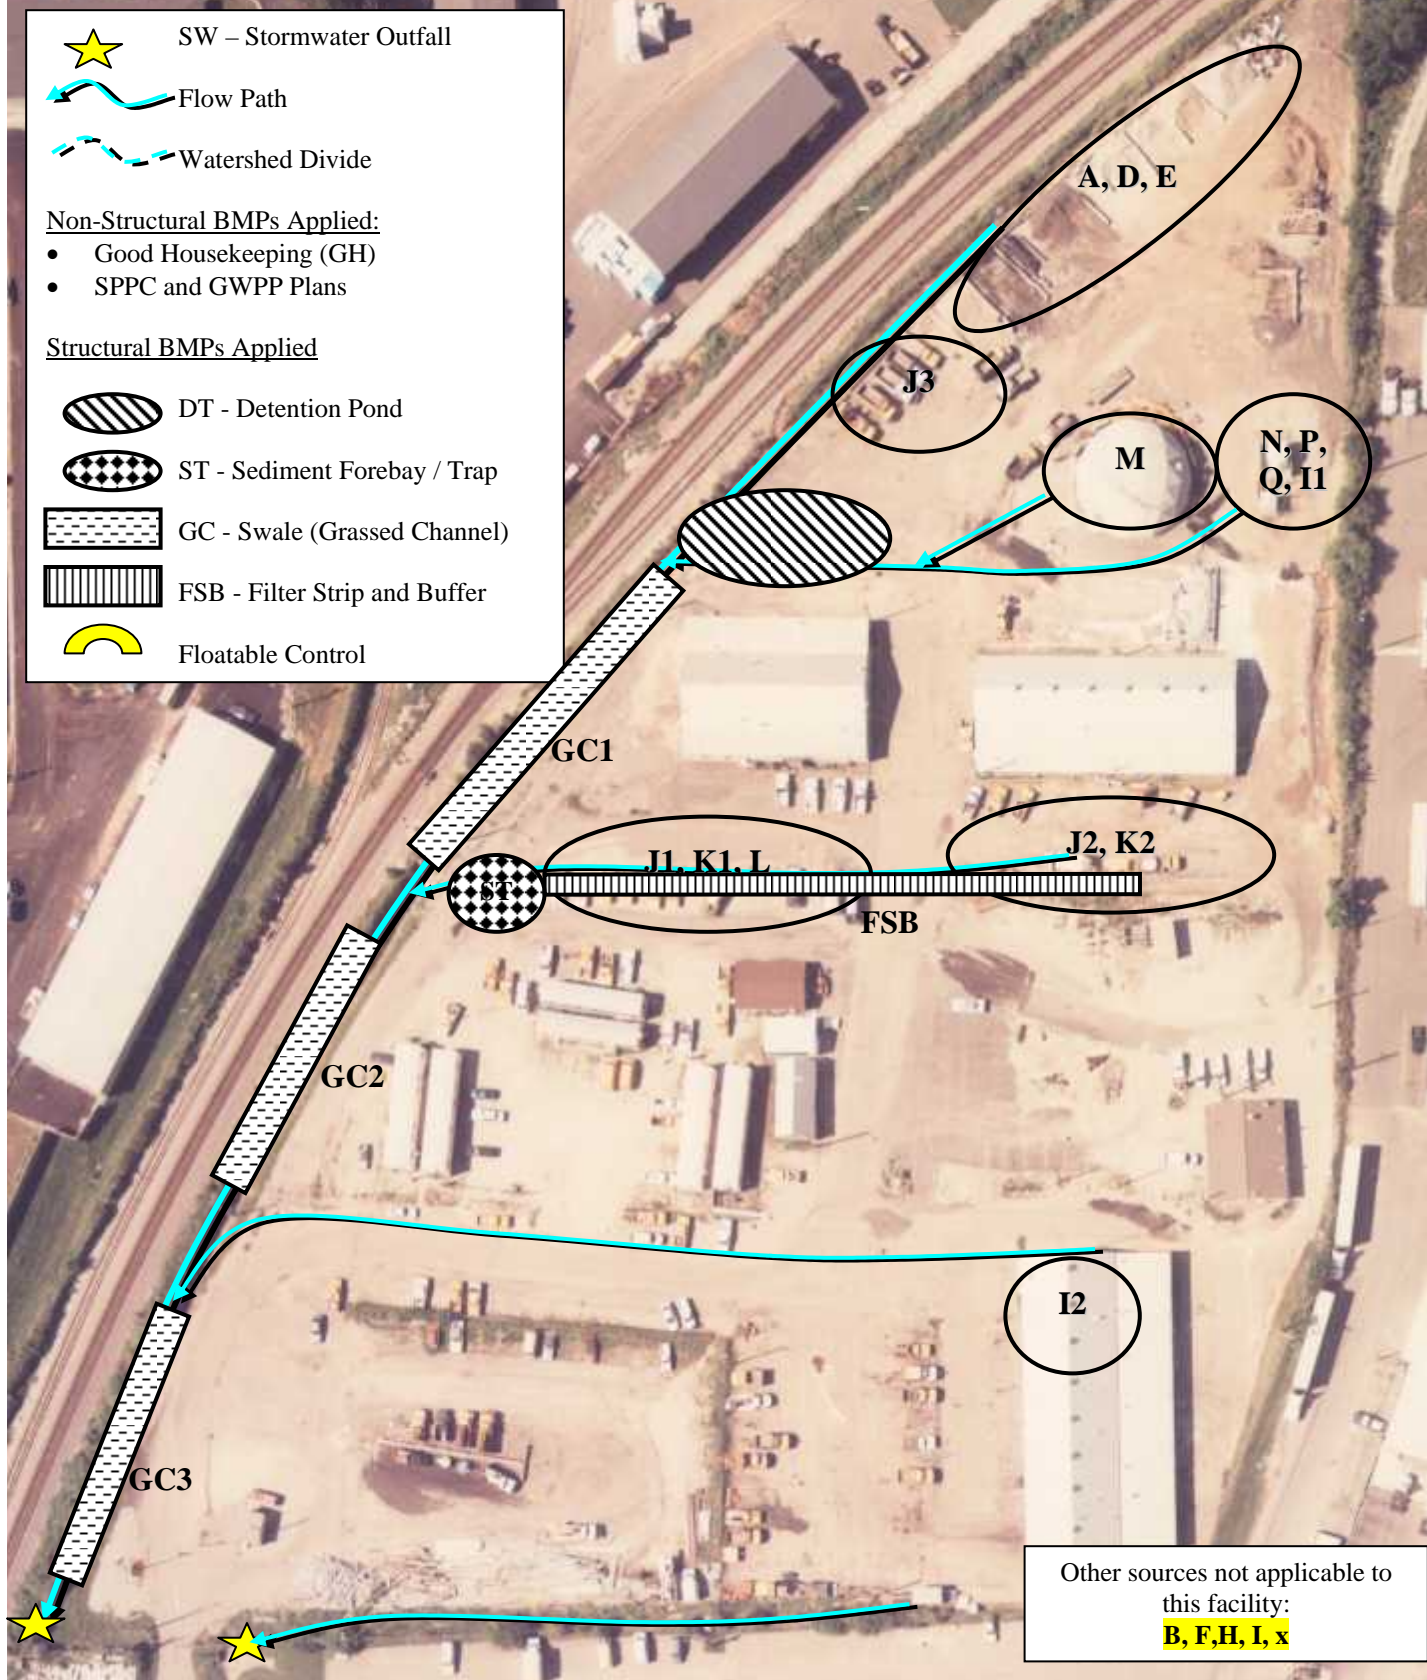 SW – Stormwater Outfall
Flow Path
Watershed Divide
Non-Structural BMPs Applied:
• Good Housekeeping (GH)
• SPPC and GWPP Plans
Structural BMPs Applied
DT - Detention Pond
ST - Sediment Forebay / Trap
GC - Swale (Grassed Channel)
FSB - Filter Strip and Buffer
Floatable Control
A, D, E
J3
M
N, P,
Q, I1
GC1
J1, K1, L
J2, K2
ST
FSB
GC2
I2
GC3
Other sources not applicable to
this facility:
B, F,H, I, x